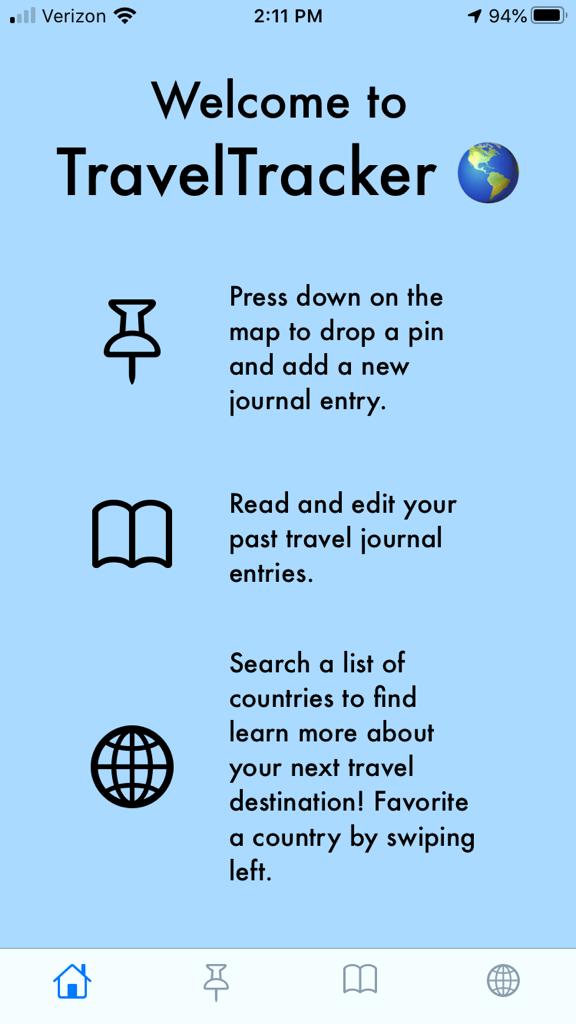 Verizon 2:11 PM 94%
Welcome to
TravelTracker
Press down on the
map to drop a pin
and add a new
journal entry.
Read and edit your
past travel journal
entries.
Search a list of
countries to find
learn more about
your next travel
destination! Favorite
a country by swiping
left.